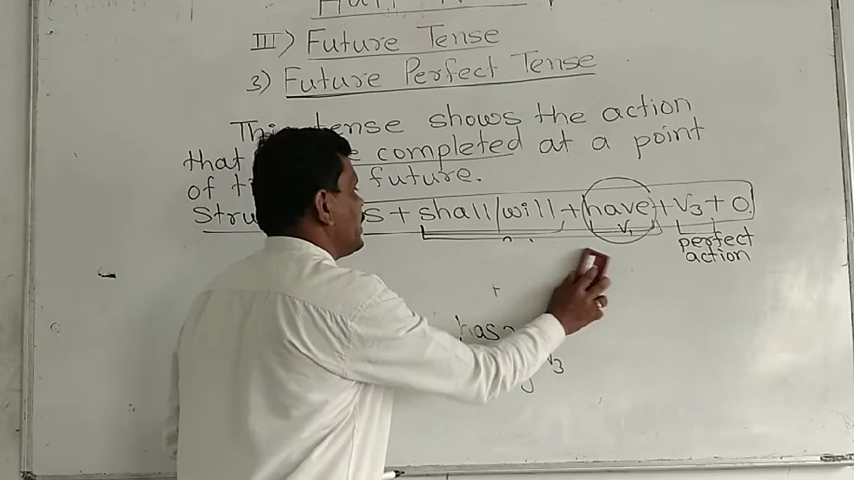 III) Future Tense
3) Future Perfect Tense
This tense shows the action
that completed at a point
of future.
S + shall/will + have + V3 + O.
V1
perfect
action
+
has
V3